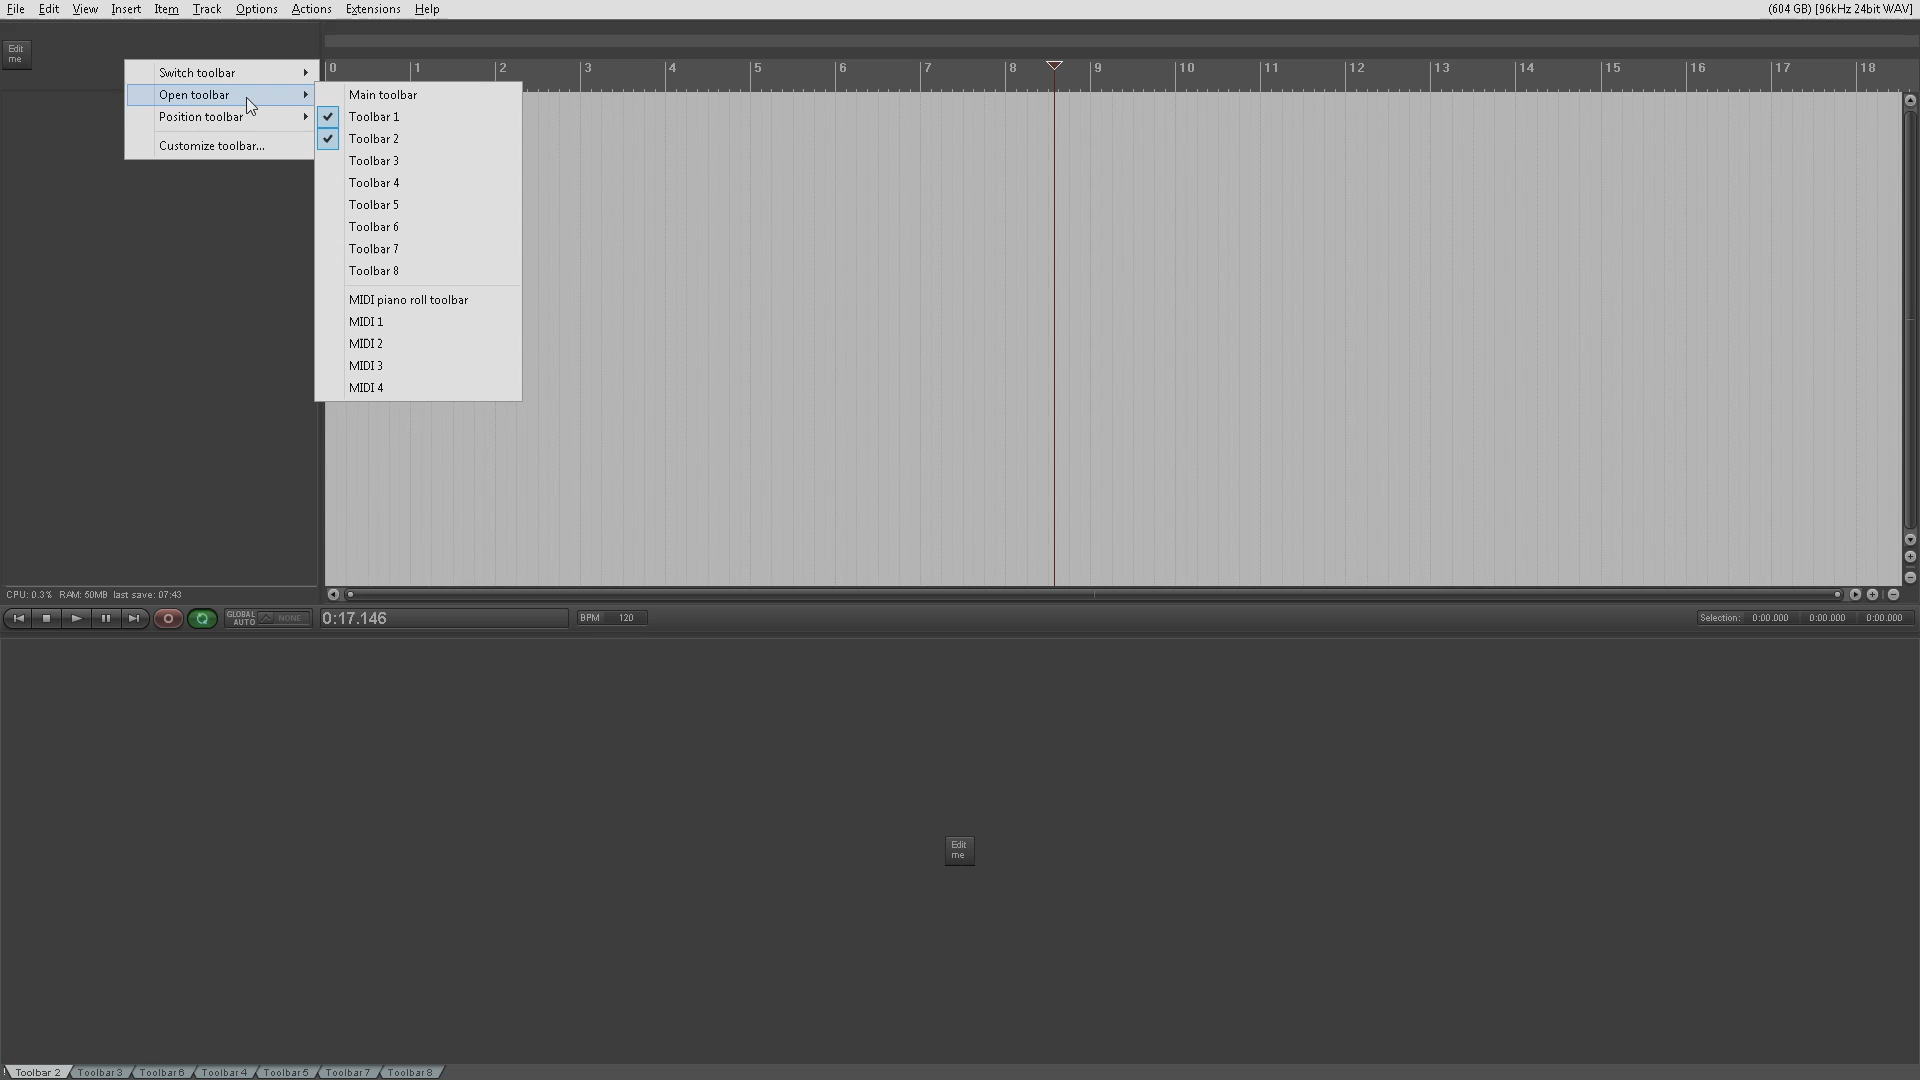 File Edit View Insert Item Track Options Actions Extensions Help (604 GB) [96kHz 24bit WAV]
Edit
me
Switch toolbar
Open toolbar
Position toolbar
Customize toolbar...
0 1 2 3 4 5 6 7 8 9 10 11 12 13 14 15 16 17 18
Main toolbar
Toolbar 1
Toolbar 2
Toolbar 3
Toolbar 4
Toolbar 5
Toolbar 6
Toolbar 7
Toolbar 8
MIDI piano roll toolbar
MIDI 1
MIDI 2
MIDI 3
MIDI 4
CPU: 0.3% RAM: 50MB last save: 07:43
GLOBAL
AUTO NONE
0:17.146
BPM 120
Selection: 0:00.000 0:00.000 0:00.000
Edit
me
! Toolbar 2 Toolbar 3 Toolbar 6 Toolbar 4 Toolbar 5 Toolbar 7 Toolbar 8